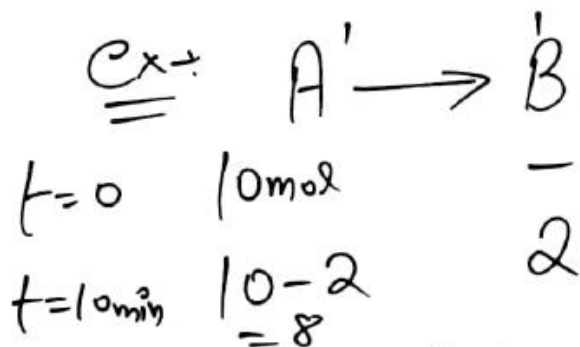 Ex:- A' → B'
t=0 10mol –
t=10min 10-2 2
=8